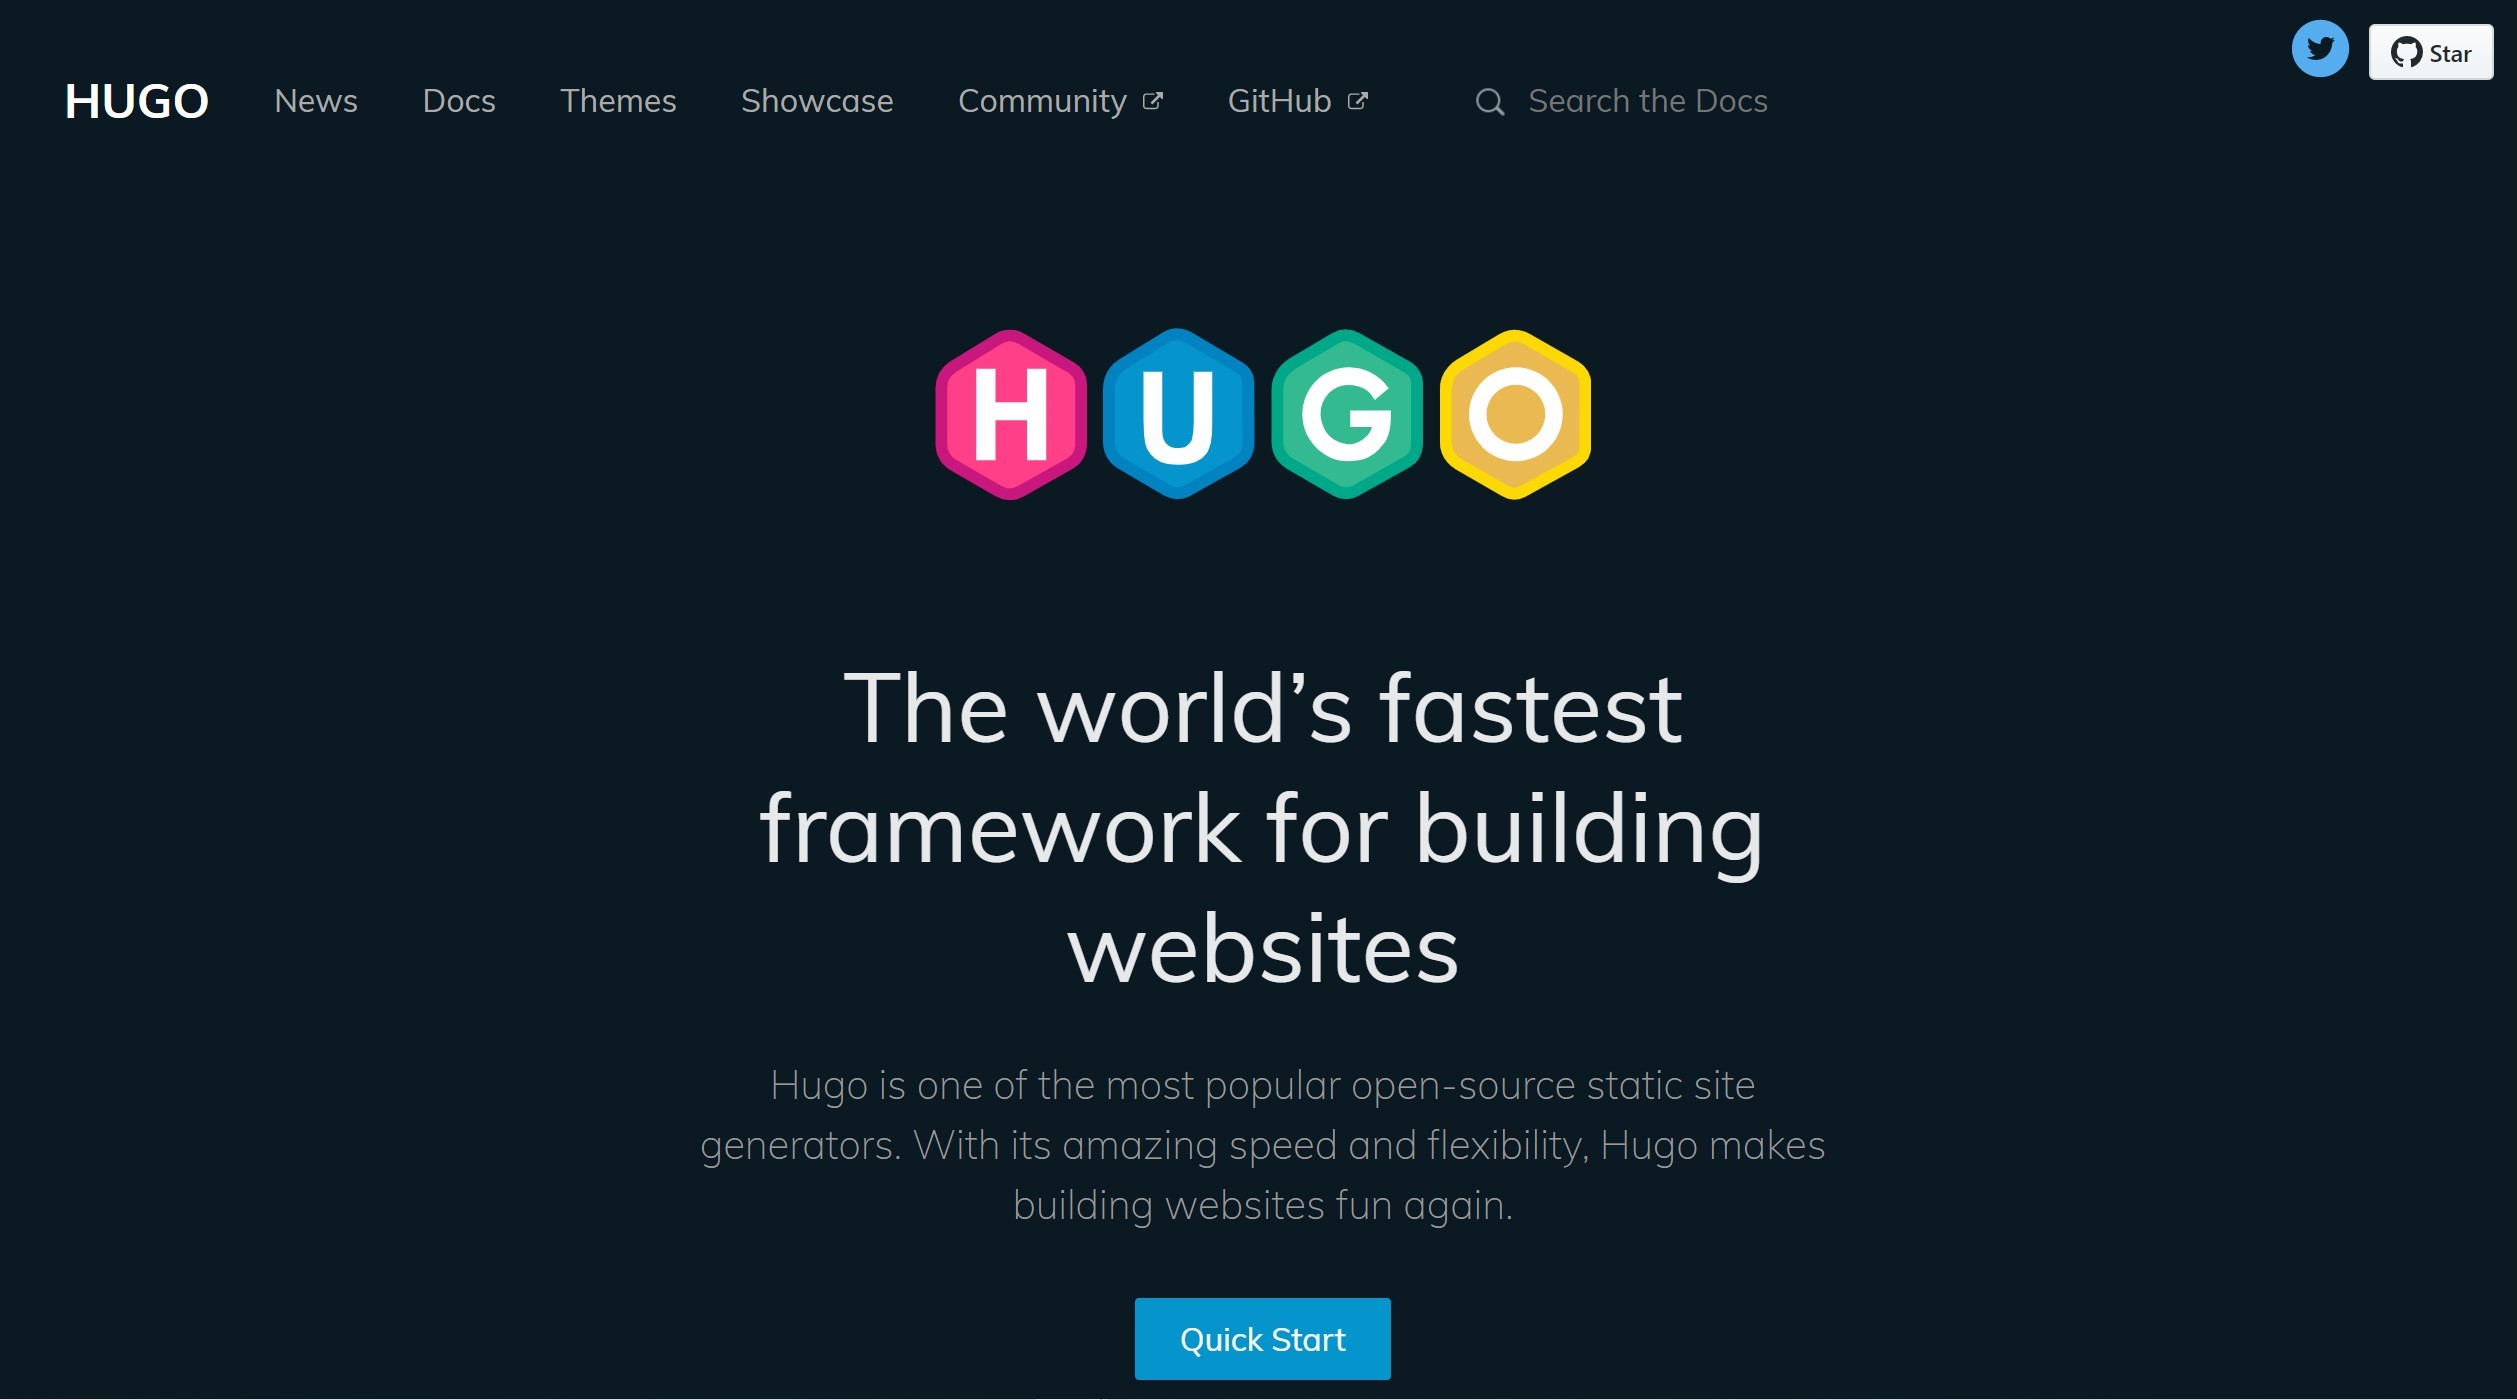 Star
HUGO News Docs Themes Showcase Community GitHub Search the Docs
HUGO
The world’s fastest
framework for building
websites
Hugo is one of the most popular open-source static site
generators. With its amazing speed and flexibility, Hugo makes
building websites fun again.
Quick Start